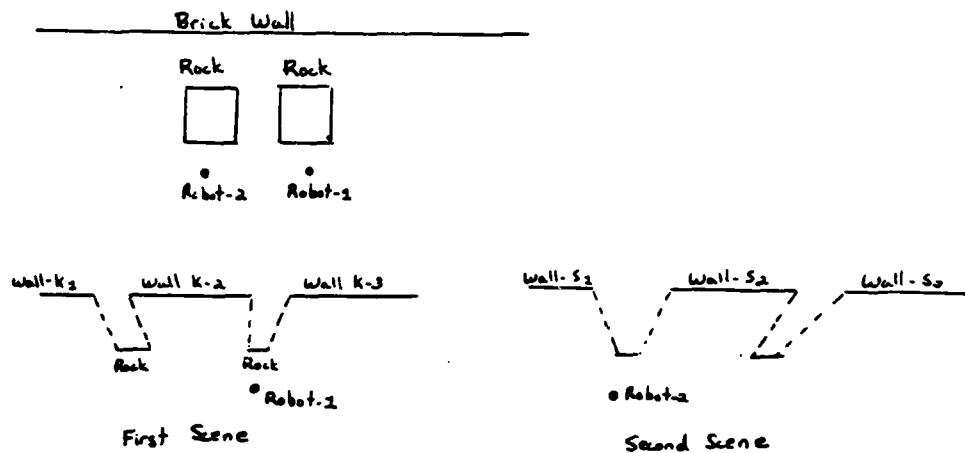 Brick Wall
Rock Rock
Robot-2 Robot-1
Wall-K1 Wall K-2 Wall K-3
Rock Rock
Robot-1
First Scene
Wall-S1 Wall-S2 Wall-S3
Robot-2
Second Scene